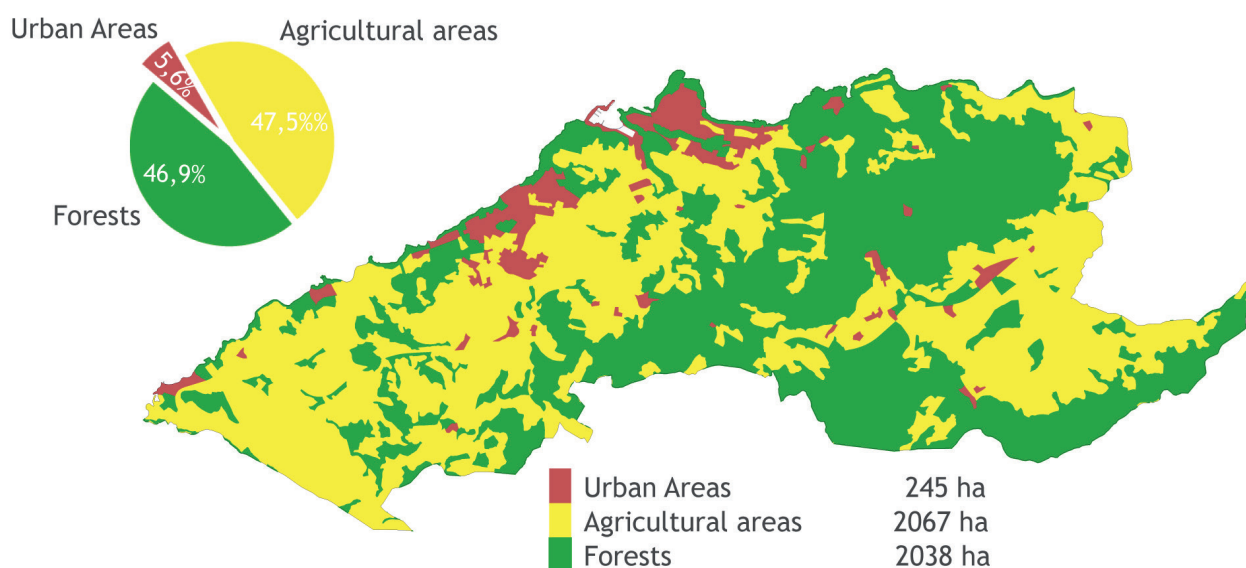 Urban Areas
Agricultural areas
5,6%
47,5%%
46,9%
Forests
Urban Areas 245 ha
Agricultural areas 2067 ha
Forests 2038 ha